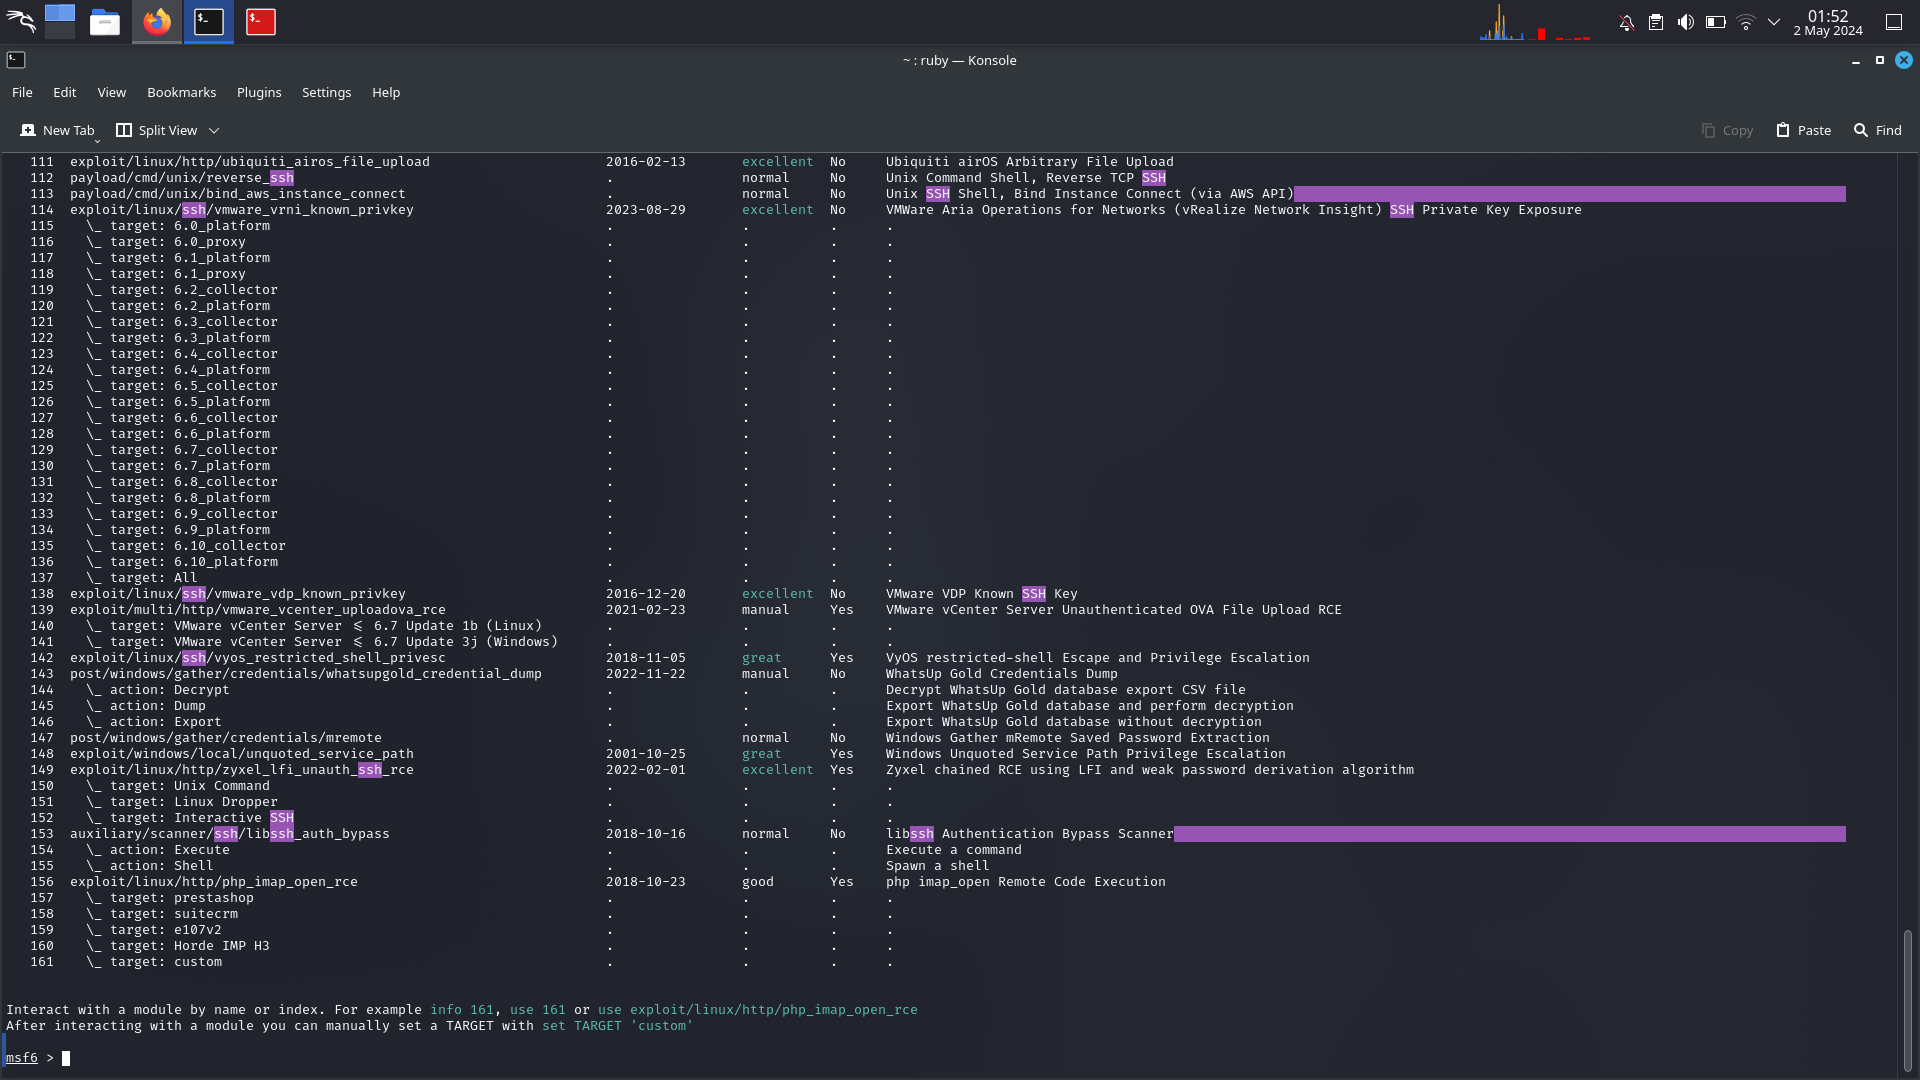 01:52
2 May 2024
~ : ruby — Konsole
File Edit View Bookmarks Plugins Settings Help
New Tab Split View Copy Paste Find
111 exploit/linux/http/ubiquiti_airos_file_upload 2016-02-13 excellent No Ubiquiti airOS Arbitrary File Upload
112 payload/cmd/unix/reverse_ssh . normal No Unix Command Shell, Reverse TCP SSH
113 payload/cmd/unix/bind_aws_instance_connect . normal No Unix SSH Shell, Bind Instance Connect (via AWS API)
114 exploit/linux/ssh/vmware_vrni_known_privkey 2023-08-29 excellent No VMWare Aria Operations for Networks (vRealize Network Insight) SSH Private Key Exposure
115 \_ target: 6.0_platform . . . .
116 \_ target: 6.0_proxy . . . .
117 \_ target: 6.1_platform . . . .
118 \_ target: 6.1_proxy . . . .
119 \_ target: 6.2_collector . . . .
120 \_ target: 6.2_platform . . . .
121 \_ target: 6.3_collector . . . .
122 \_ target: 6.3_platform . . . .
123 \_ target: 6.4_collector . . . .
124 \_ target: 6.4_platform . . . .
125 \_ target: 6.5_collector . . . .
126 \_ target: 6.5_platform . . . .
127 \_ target: 6.6_collector . . . .
128 \_ target: 6.6_platform . . . .
129 \_ target: 6.7_collector . . . .
130 \_ target: 6.7_platform . . . .
131 \_ target: 6.8_collector . . . .
132 \_ target: 6.8_platform . . . .
133 \_ target: 6.9_collector . . . .
134 \_ target: 6.9_platform . . . .
135 \_ target: 6.10_collector . . . .
136 \_ target: 6.10_platform . . . .
137 \_ target: All . . . .
138 exploit/linux/ssh/vmware_vdp_known_privkey 2016-12-20 excellent No VMware VDP Known SSH Key
139 exploit/multi/http/vmware_vcenter_uploadova_rce 2021-02-23 manual Yes VMware vCenter Server Unauthenticated OVA File Upload RCE
140 \_ target: VMware vCenter Server <= 6.7 Update 1b (Linux) . . . .
141 \_ target: VMware vCenter Server <= 6.7 Update 3j (Windows) . . . .
142 exploit/linux/ssh/vyos_restricted_shell_privesc 2018-11-05 great Yes VyOS restricted-shell Escape and Privilege Escalation
143 post/windows/gather/credentials/whatsupgold_credential_dump 2022-11-22 manual No WhatsUp Gold Credentials Dump
144 \_ action: Decrypt . . . Decrypt WhatsUp Gold database export CSV file
145 \_ action: Dump . . . Export WhatsUp Gold database and perform decryption
146 \_ action: Export . . . Export WhatsUp Gold database without decryption
147 post/windows/gather/credentials/mremote . normal No Windows Gather mRemote Saved Password Extraction
148 exploit/windows/local/unquoted_service_path 2001-10-25 great Yes Windows Unquoted Service Path Privilege Escalation
149 exploit/linux/http/zyxel_lfi_unauth_ssh_rce 2022-02-01 excellent Yes Zyxel chained RCE using LFI and weak password derivation algorithm
150 \_ target: Unix Command . . . .
151 \_ target: Linux Dropper . . . .
152 \_ target: Interactive SSH . . . .
153 auxiliary/scanner/ssh/libssh_auth_bypass 2018-10-16 normal No libssh Authentication Bypass Scanner
154 \_ action: Execute . . . Execute a command
155 \_ action: Shell . . . Spawn a shell
156 exploit/linux/http/php_imap_open_rce 2018-10-23 good Yes php imap_open Remote Code Execution
157 \_ target: prestashop . . . .
158 \_ target: suitecrm . . . .
159 \_ target: e107v2 . . . .
160 \_ target: Horde IMP H3 . . . .
161 \_ target: custom . . . .
Interact with a module by name or index. For example info 161, use 161 or use exploit/linux/http/php_imap_open_rce
After interacting with a module you can manually set a TARGET with set TARGET 'custom'
msf6 >